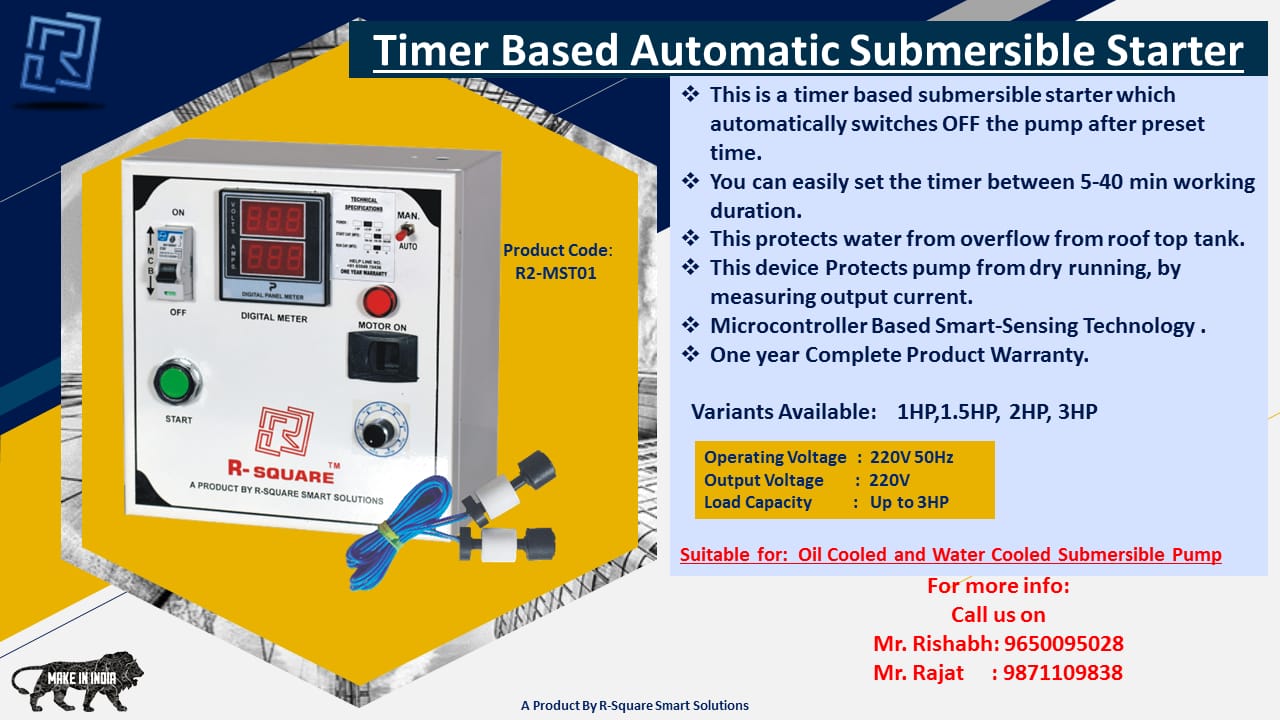 Timer Based Automatic Submersible Starter
❖ This is a timer based submersible starter which
automatically switches OFF the pump after preset
time.
❖ You can easily set the timer between 5-40 min working
duration.
❖ This protects water from overflow from roof top tank.
❖ This device Protects pump from dry running, by
measuring output current.
❖ Microcontroller Based Smart-Sensing Technology .
❖ One year Complete Product Warranty.
Variants Available: 1HP,1.5HP, 2HP, 3HP
Operating Voltage : 220V 50Hz
Output Voltage : 220V
Load Capacity : Up to 3HP
Suitable for: Oil Cooled and Water Cooled Submersible Pump
For more info:
Call us on
Mr. Rishabh: 9650095028
Mr. Rajat : 9871109838
Product Code:
R2-MST01
ON
MCB
OFF
VOLTS
AMPS.
DIGITAL PANEL METER
DIGITAL METER
TECHNICAL
SPECIFICATIONS
HELP LINE NO.
ONE YEAR WARRANTY
MAN.
AUTO
MOTOR ON
START
R-SQUARE ™
A PRODUCT BY R-SQUARE SMART SOLUTIONS
MAKE IN INDIA
A Product By R-Square Smart Solutions